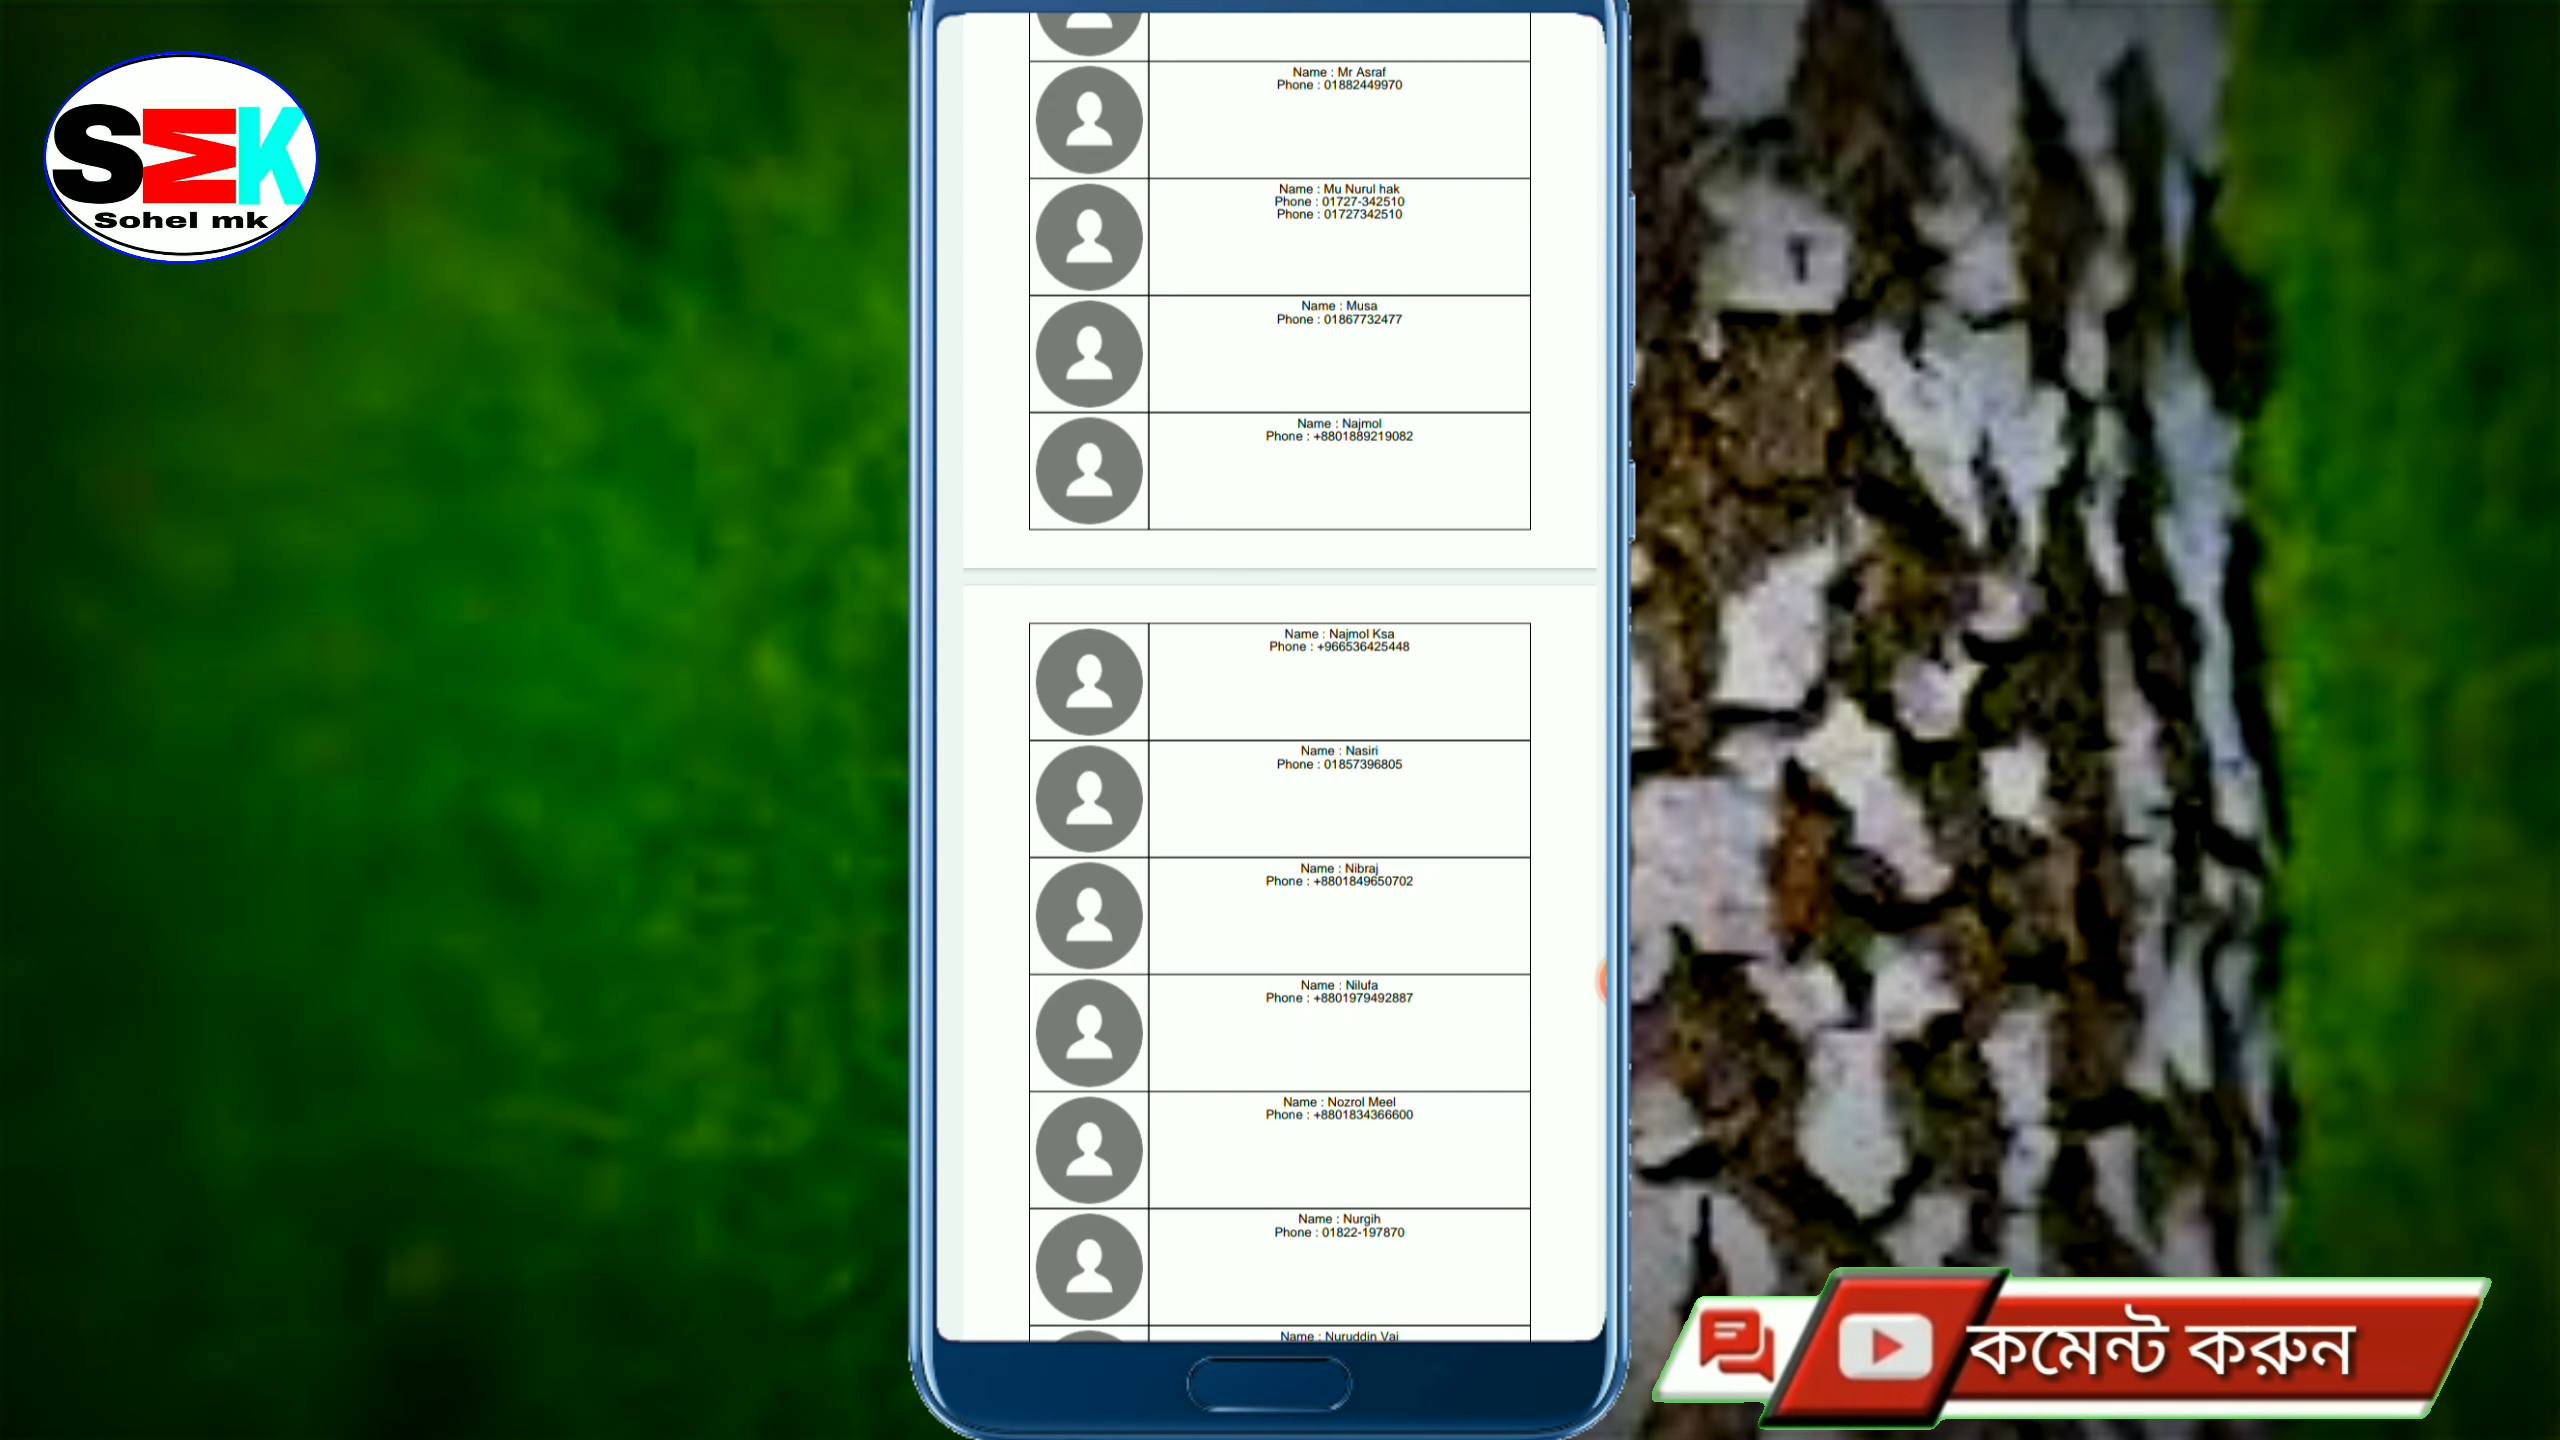 SMK
Sohel mk
Name : Mr Asraf
Phone : 01882449970
Name : Mu Nurul hak
Phone : 01727-342510
Phone : 01727342510
Name : Musa
Phone : 01867732477
Name : Najmol
Phone : +8801889219082
Name : Najmol Ksa
Phone : +966536425448
Name : Nasiri
Phone : 01857396805
Name : Nibraj
Phone : +8801849650702
Name : Nilufa
Phone : +8801979492887
Name : Nozrol Meel
Phone : +8801834366600
Name : Nurgih
Phone : 01822-197870
Name : Nuruddin Vai
কমেন্ট করুন